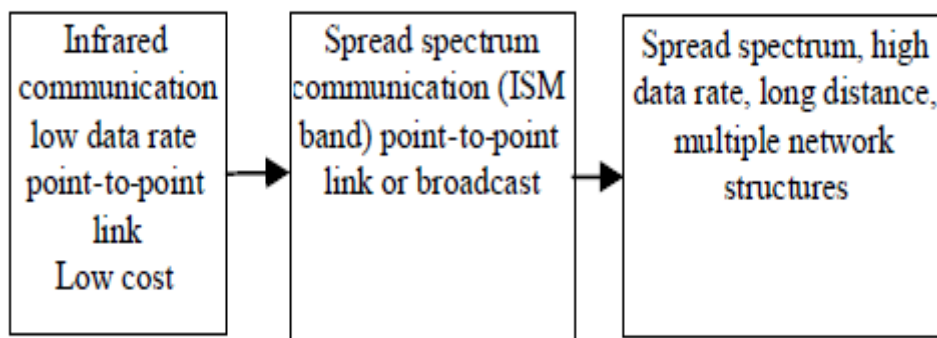 Infrared
communication
low data rate
point-to-point
link
Low cost
Spread spectrum
communication (ISM
band) point-to-point
link or broadcast
Spread spectrum, high
data rate, long distance,
multiple network
structures